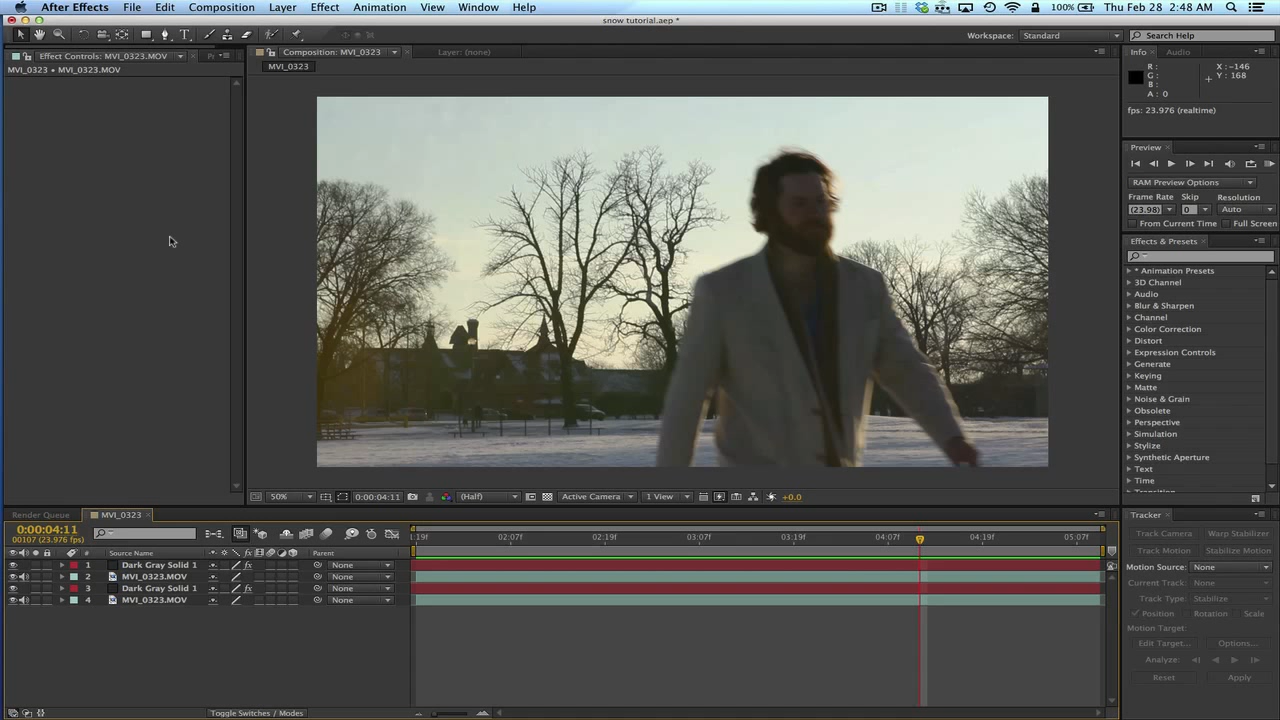 After Effects File Edit Composition Layer Effect Animation View Window Help 100% Thu Feb 28 2:48 AM
snow tutorial.aep *
Workspace: Standard Search Help
Effect Controls: MVI_0323.MOV Composition: MVI_0323 Layer: (none) Info Audio
MVI_0323 • MVI_0323.MOV
MVI_0323
R :
G :
B :
A : 0
X : -146
Y : 168
fps: 23.976 (realtime)
Preview
RAM Preview Options
Frame Rate Skip Resolution
(23.98) 0 Auto
From Current Time Full Screen
Effects & Presets
* Animation Presets
3D Channel
Audio
Blur & Sharpen
Channel
Color Correction
Distort
Expression Controls
Generate
Keying
Matte
Noise & Grain
Obsolete
Perspective
Simulation
Stylize
Synthetic Aperture
Text
Time
Transition
50% 0:00:04:11 (Half) Active Camera 1 View +0.0
Render Queue MVI_0323
0:00:04:11
00107 (23.976 fps)
1:19f 02:07f 02:19f 03:07f 03:19f 04:07f 04:19f 05:07f
# Source Name Parent
1 Dark Gray Solid 1 fx None
2 MVI_0323.MOV None
3 Dark Gray Solid 1 fx None
4 MVI_0323.MOV None
Toggle Switches / Modes
Tracker
Track Camera Warp Stabilizer
Track Motion Stabilize Motion
Motion Source: None
Current Track: None
Track Type: Stabilize
Position Rotation Scale
Motion Target:
Edit Target... Options...
Analyze:
Reset Apply